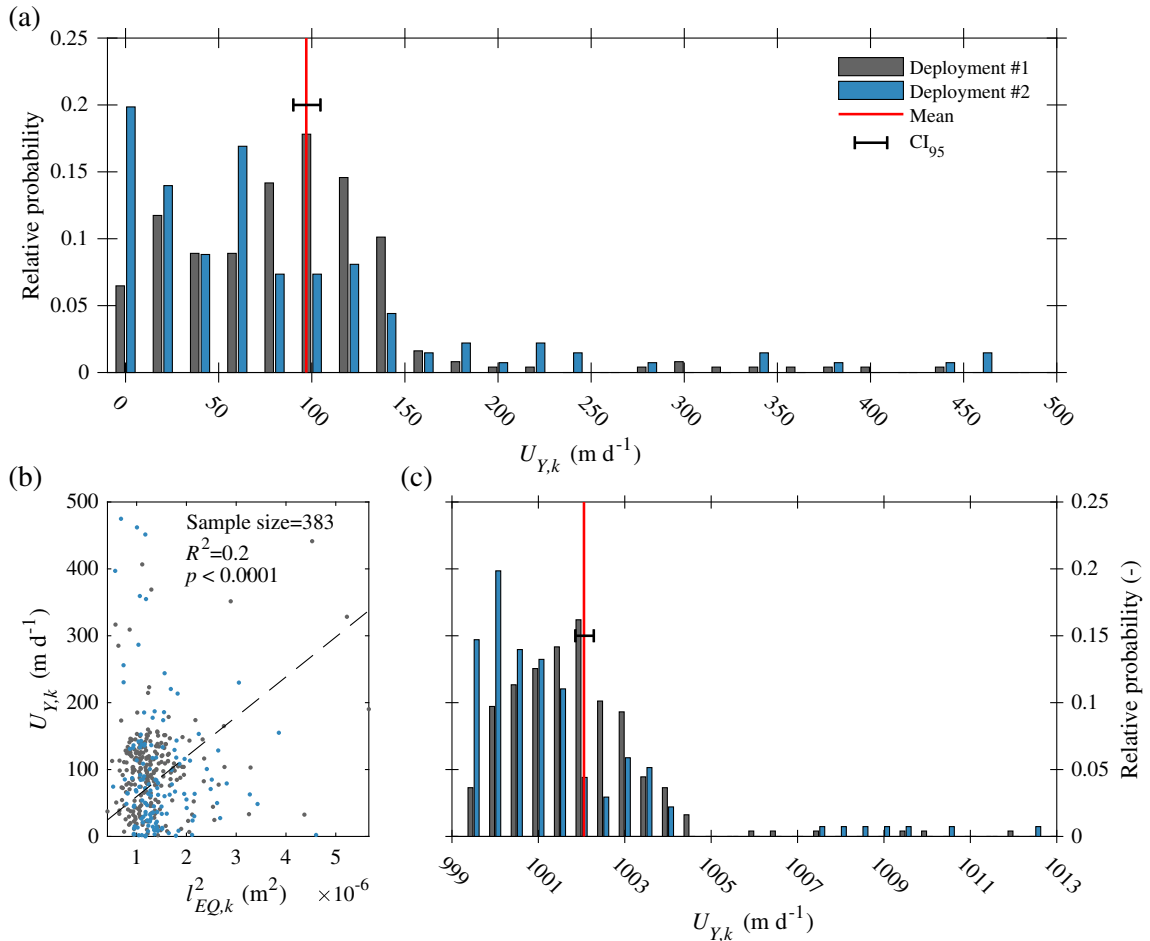 (a)
0.25
0.2
0.15
0.1
0.05
0
Relative probability
Deployment #1
Deployment #2
Mean
CI95
0 50 100 150 200 250 300 350 400 450 500
U_Y,k (m d⁻¹)
(b)
500
400
300
200
100
0
U_Y,k (m d⁻¹)
Sample size=383
R²=0.2
p < 0.0001
1 2 3 4 5
×10⁻⁶
l²_EQ,k (m²)
(c)
0.25
0.2
0.15
0.1
0.05
0
Relative probability (-)
999 1001 1003 1005 1007 1009 1011 1013
U_Y,k (m d⁻¹)